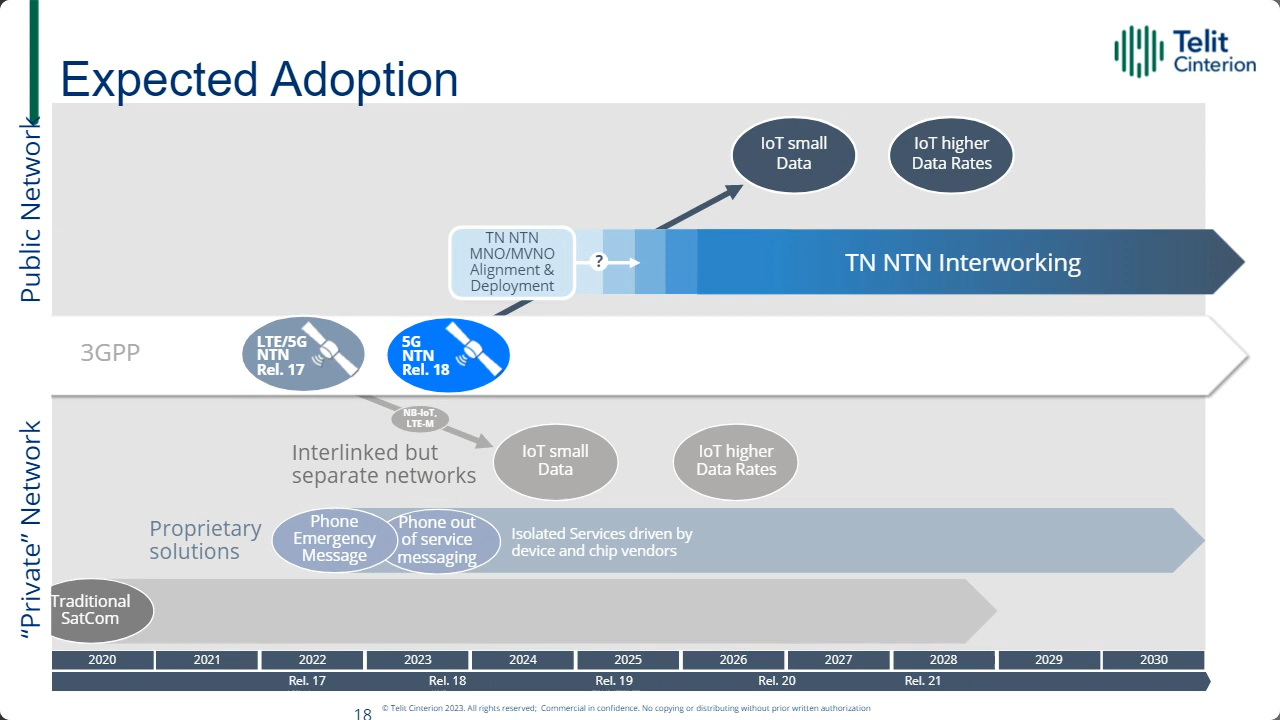 Telit
Cinterion
Expected Adoption
Public Network
IoT small
Data
IoT higher
Data Rates
TN NTN
MNO/MVNO
Alignment &
Deployment
?
TN NTN Interworking
3GPP
LTE/5G
NTN
Rel. 17
5G
NTN
Rel. 18
"Private" Network
NB-IoT,
LTE-M
Interlinked but
separate networks
IoT small
Data
IoT higher
Data Rates
Proprietary
solutions
Phone
Emergency
Message
Phone out
of service
messaging
Isolated Services driven by
device and chip vendors
Traditional
SatCom
2020 2021 2022 2023 2024 2025 2026 2027 2028 2029 2030
Rel. 17 Rel. 18 Rel. 19 Rel. 20 Rel. 21
18 © Telit Cinterion 2023. All rights reserved; Commercial in confidence. No copying or distributing without prior written authorization